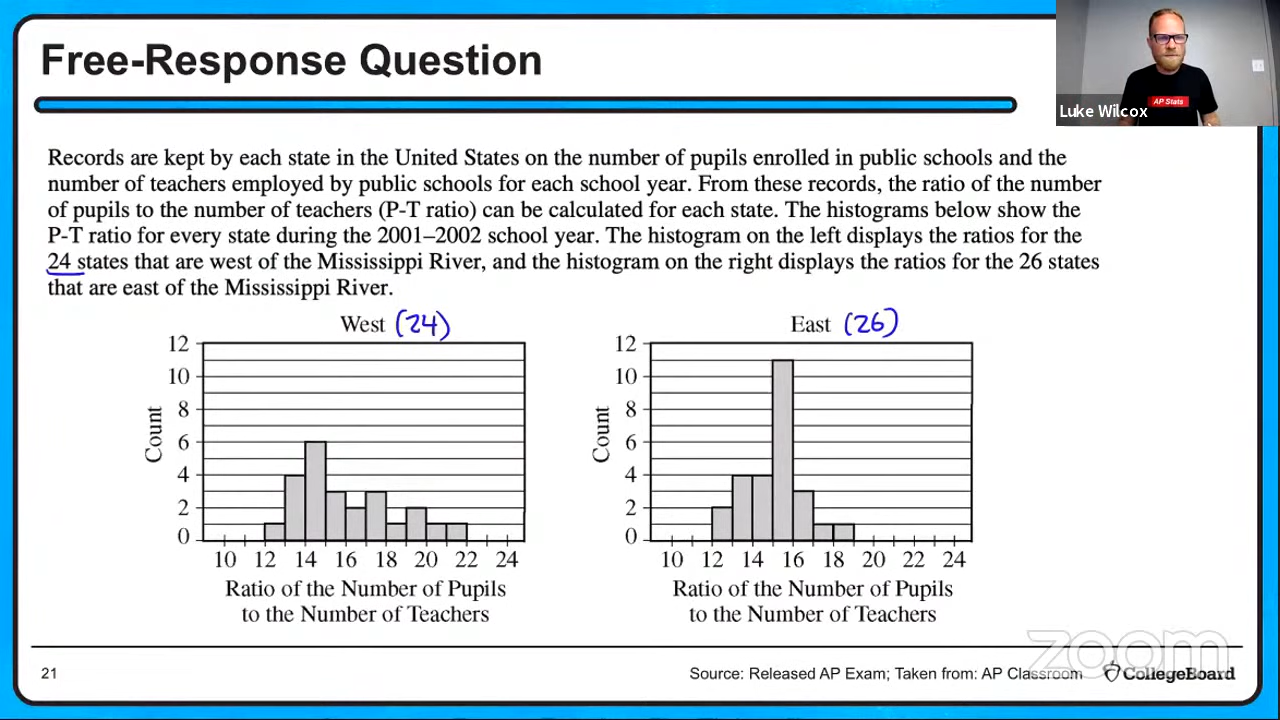 Free-Response Question
AP Stats
Luke Wilcox
Records are kept by each state in the United States on the number of pupils enrolled in public schools and the
number of teachers employed by public schools for each school year. From these records, the ratio of the number
of pupils to the number of teachers (P-T ratio) can be calculated for each state. The histograms below show the
P-T ratio for every state during the 2001–2002 school year. The histogram on the left displays the ratios for the
24 states that are west of the Mississippi River, and the histogram on the right displays the ratios for the 26 states
that are east of the Mississippi River.
West (24)
12
10
8
6
4
2
0
Count
10 12 14 16 18 20 22 24
Ratio of the Number of Pupils
to the Number of Teachers
East (26)
12
10
8
6
4
2
0
Count
10 12 14 16 18 20 22 24
Ratio of the Number of Pupils
to the Number of Teachers
zoom
21
Source: Released AP Exam; Taken from: AP Classroom
CollegeBoard